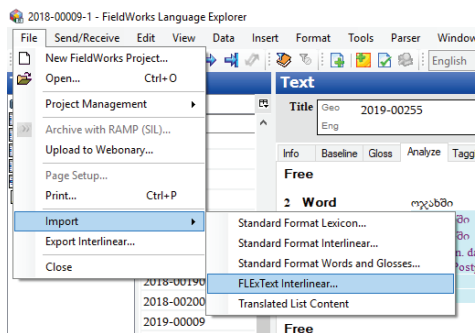 2018-00009-1 - FieldWorks Language Explorer
File Send/Receive Edit View Data Insert Format Tools Parser Window
New FieldWorks Project...
Open... Ctrl+O
English
Text
Project Management
Title Geo 2019-00255
Eng
Archive with RAMP (SIL)...
Upload to Webonary...
Info Baseline Gloss Analyze Tagg
Page Setup...
Free
Print... Ctrl+P
2 Word ოჯახში
Import
Standard Format Lexicon...
Export Interlinear...
Standard Format Interlinear...
Close
Standard Format Words and Glosses...
2018-00190
FLExText Interlinear...
2018-00200
Translated List Content
2019-00009
Free